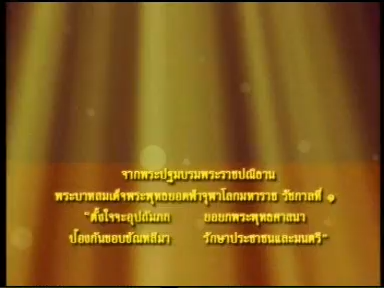 จากพระปฐมบรมพระราชปณิธาน
พระบาทสมเด็จพระพุทธยอดฟ้าจุฬาโลกมหาราช รัชกาลที่ ๑
"ตั้งใจจะอุปถัมภก ยอยกพระพุทธศาสนา
ป้องกันขอบขัณฑสีมา รักษาประชาชนและมนตรี"